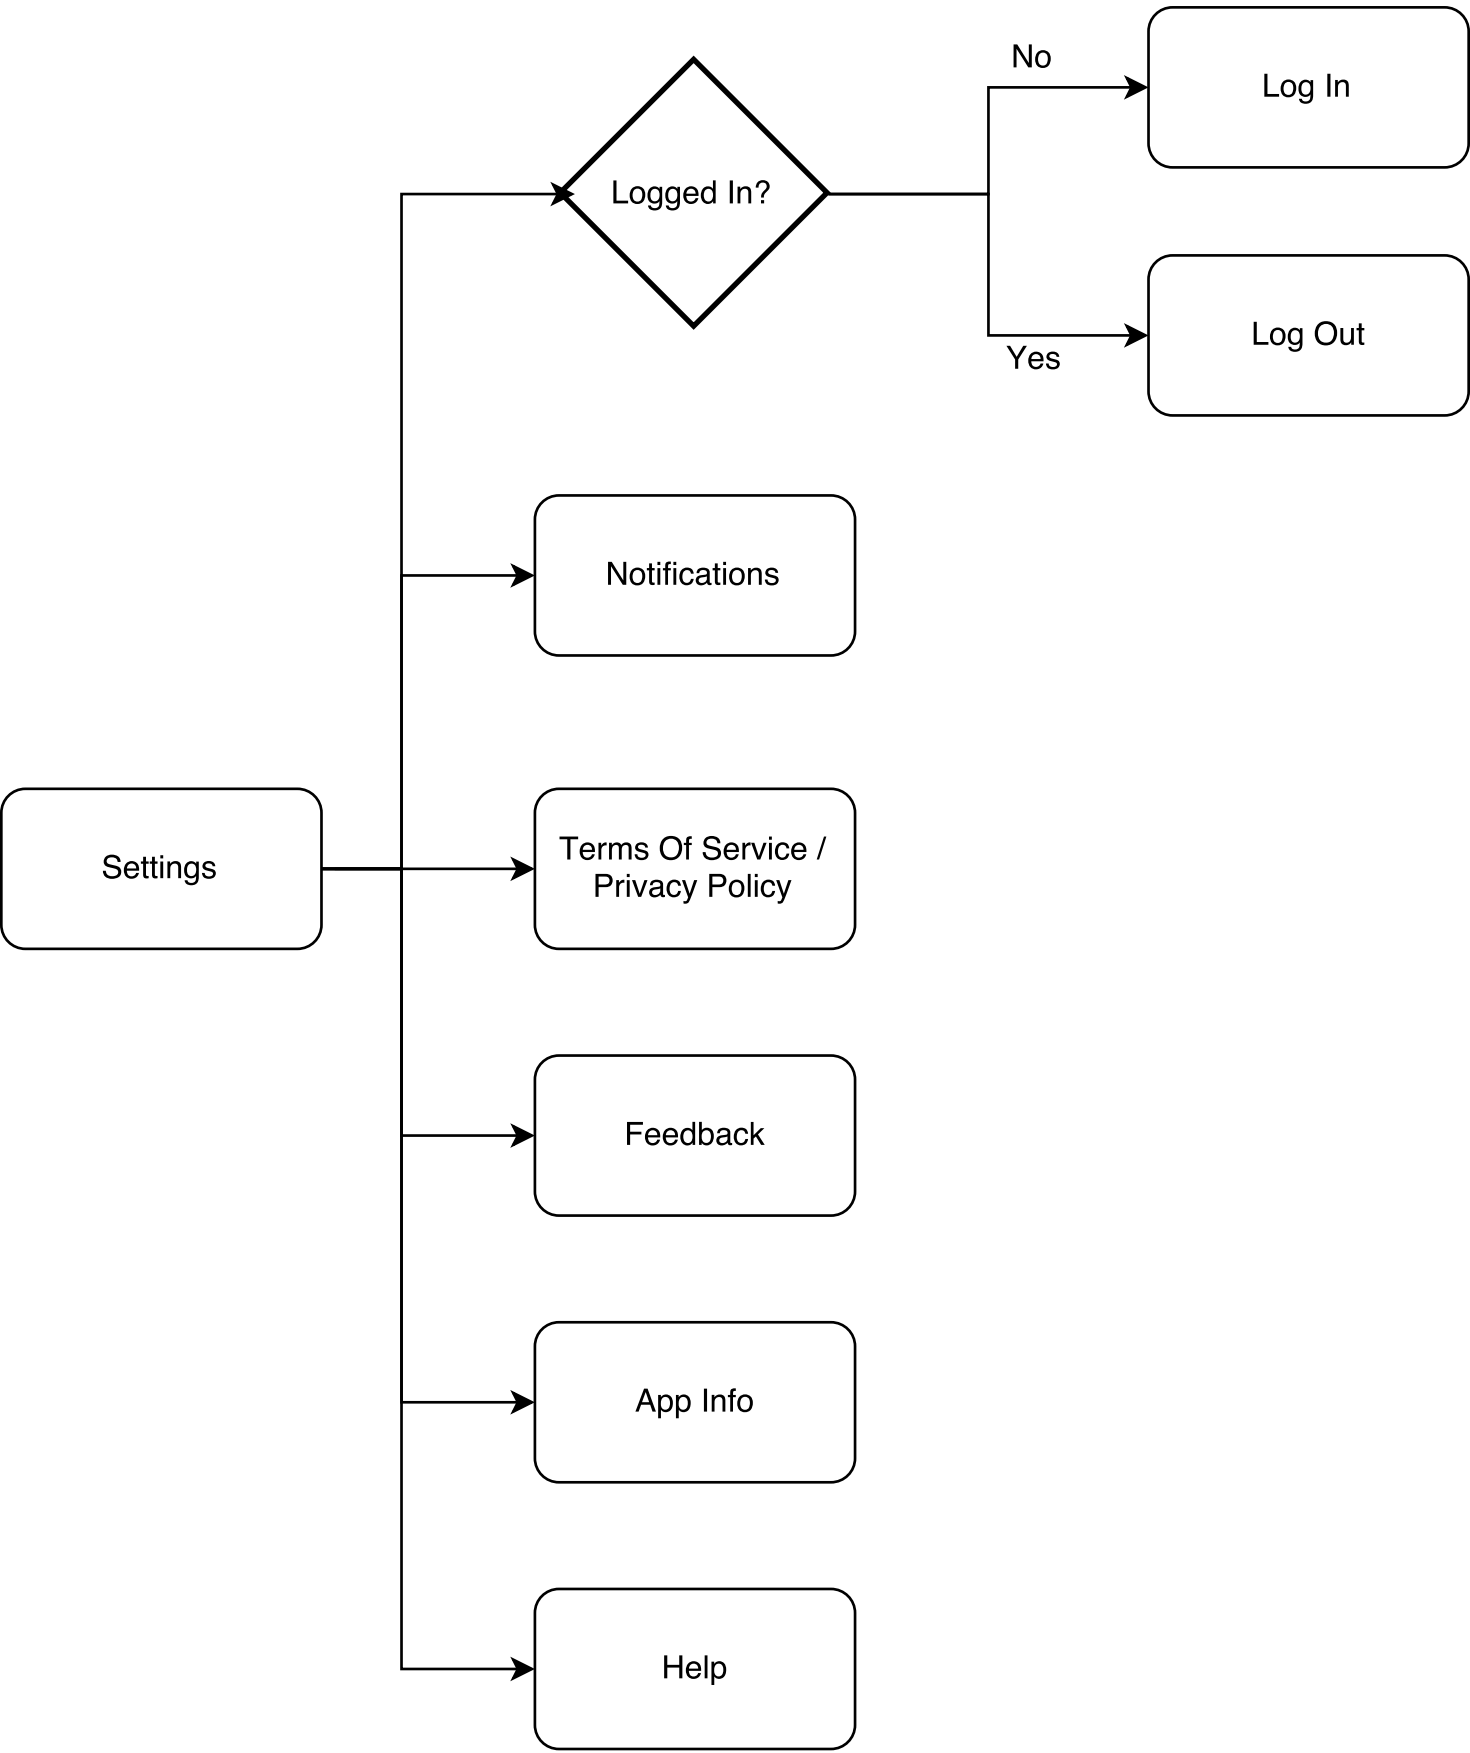 No
Log In
Logged In?
Log Out
Yes
Notifications
Settings
Terms Of Service /
Privacy Policy
Feedback
App Info
Help